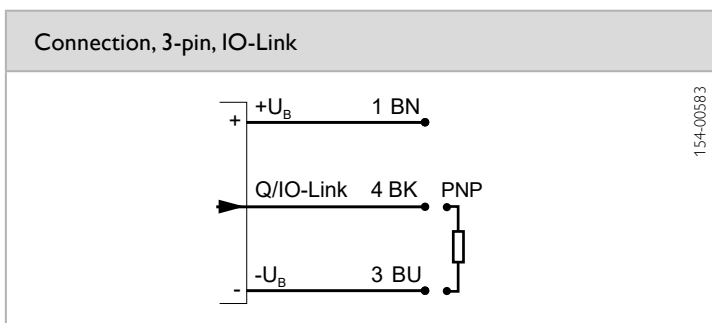 Connection, 3-pin, IO-Link
154-00583
+U_B 1 BN
+
Q/IO-Link 4 BK PNP
-U_B 3 BU
-